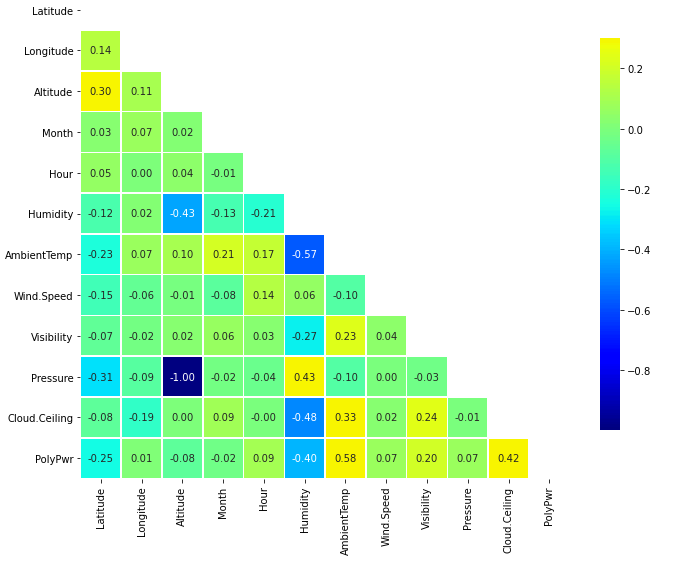 Latitude
Longitude 0.14
Altitude 0.30 0.11
Month 0.03 0.07 0.02
Hour 0.05 0.00 0.04 -0.01
Humidity -0.12 0.02 -0.43 -0.13 -0.21
AmbientTemp -0.23 0.07 0.10 0.21 0.17 -0.57
Wind.Speed -0.15 -0.06 -0.01 -0.08 0.14 0.06 -0.10
Visibility -0.07 -0.02 0.02 0.06 0.03 -0.27 0.23 0.04
Pressure -0.31 -0.09 -1.00 -0.02 -0.04 0.43 -0.10 0.00 -0.03
Cloud.Ceiling -0.08 -0.19 0.00 0.09 -0.00 -0.48 0.33 0.02 0.24 -0.01
PolyPwr -0.25 0.01 -0.08 -0.02 0.09 -0.40 0.58 0.07 0.20 0.07 0.42
Latitude
Longitude
Altitude
Month
Hour
Humidity
AmbientTemp
Wind.Speed
Visibility
Pressure
Cloud.Ceiling
PolyPwr
0.2
0.0
−0.2
−0.4
−0.6
−0.8